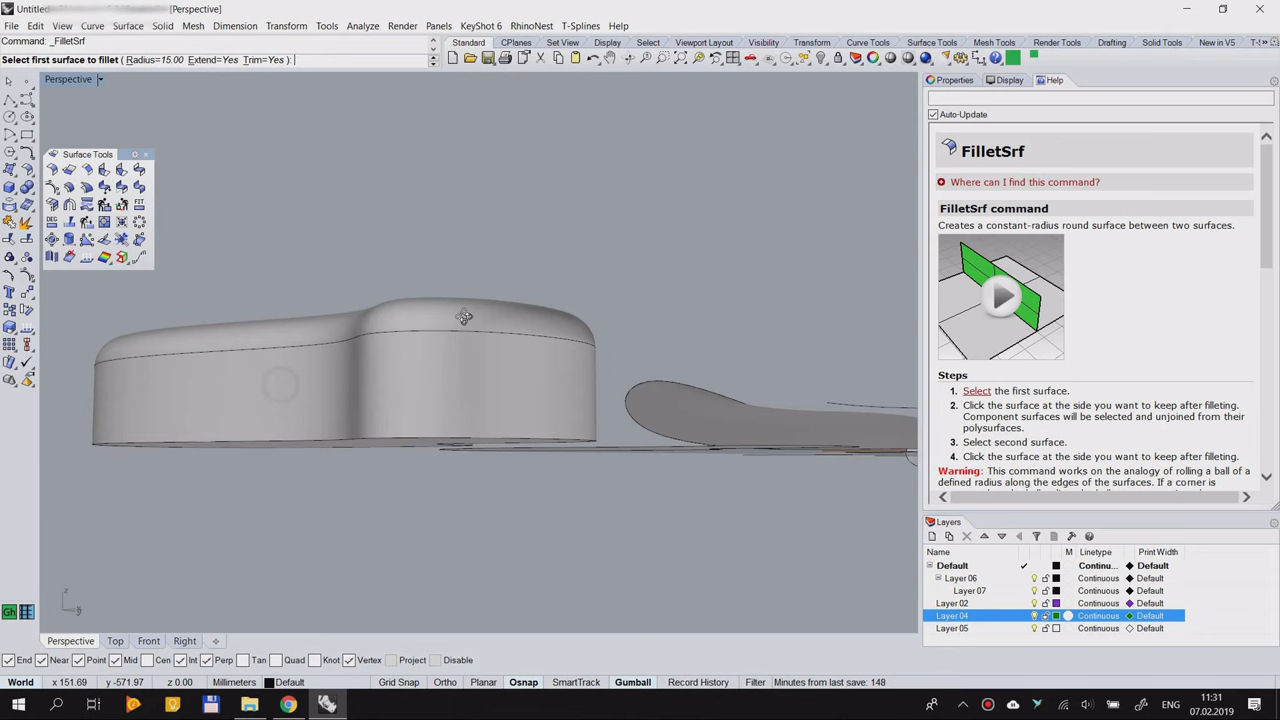 Untitled
[Perspective]
File Edit View Curve Surface Solid Mesh Dimension Transform Tools Analyze Render Panels KeyShot 6 RhinoNest T-Splines Help
Command: _FilletSrf
Select first surface to fillet ( Radius=15.00 Extend=Yes Trim=Yes ):
Standard CPlanes Set View Display Select Viewport Layout Visibility Transform Curve Tools Surface Tools Mesh Tools Render Tools Drafting Solid Tools New in V5
Perspective
Properties Display Help
Auto-Update
FilletSrf
Where can I find this command?
FilletSrf command
Creates a constant-radius round surface between two surfaces.
Steps
1. Select the first surface.
2. Click the surface at the side you want to keep after filleting. Component surfaces will be selected and unjoined from their
polysurfaces.
3. Select second surface.
4. Click the surface at the side you want to keep after filleting.
Warning: This command works on the analogy of rolling a ball of a
defined radius along the edges of the surfaces. If a corner is
Surface Tools
FIT
DEG
z
y
Layers
Name M Linetype Print Width
Default Continu... Default
Layer 06 Continuous Default
Layer 07 Continuous Default
Layer 02 Continuous Default
Layer 04 Continuous Default
Layer 05 Continuous Default
Gh
Perspective Top Front Right
End Near Point Mid Cen Int Perp Tan Quad Knot Vertex Project Disable
World x 151.69 y -571.97 z 0.00 Millimeters Default Grid Snap Ortho Planar Osnap SmartTrack Gumball Record History Filter Minutes from last save: 148
ENG
11:31
07.02.2019